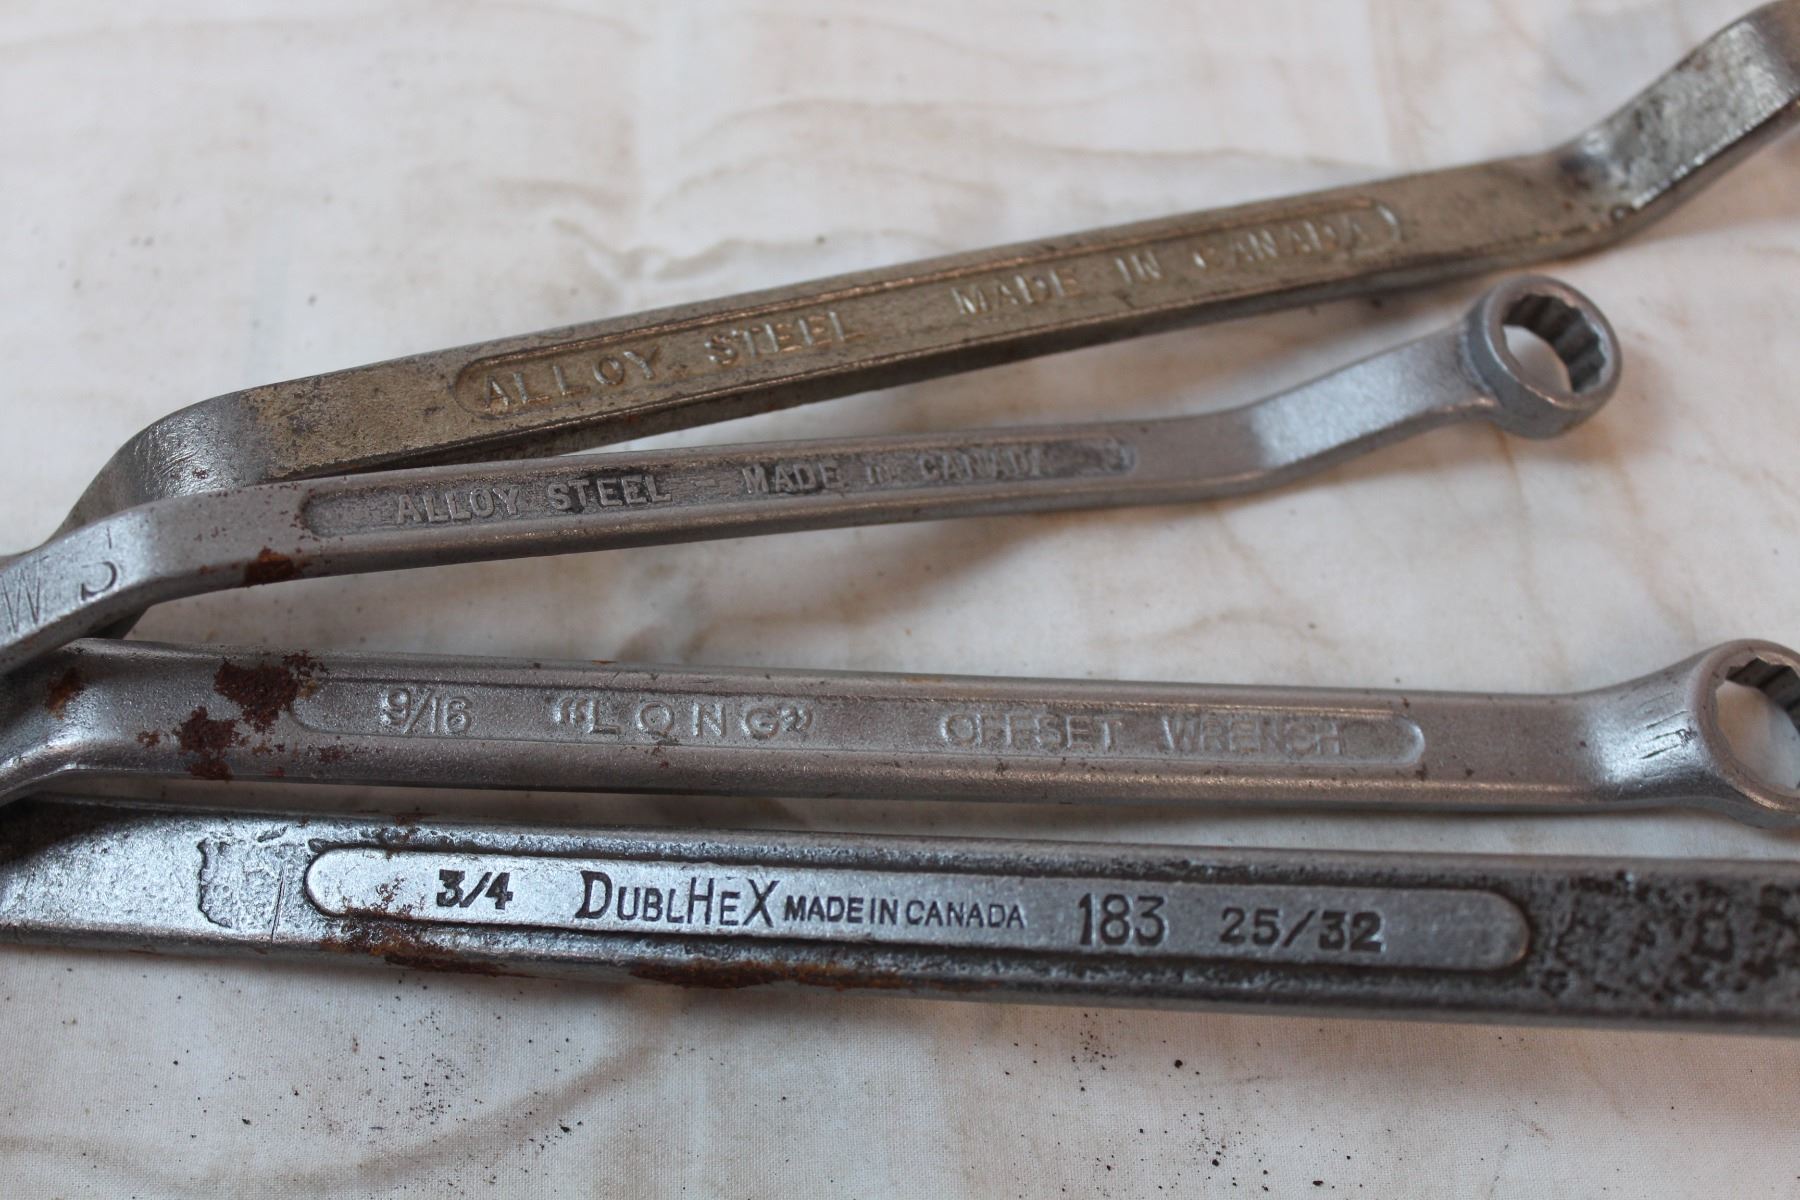 ALLOY STEEL MADE IN CANADA
ALLOY STEEL - MADE IN CANADA
W J
9/16 "LONG" OFFSET WRENCH
3/4 DUBLHEX MADE IN CANADA 183 25/32